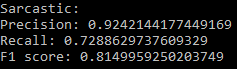 Sarcastic:
Precision: 0.9242144177449169
Recall: 0.7288629737609329
F1 score: 0.8149959250203749